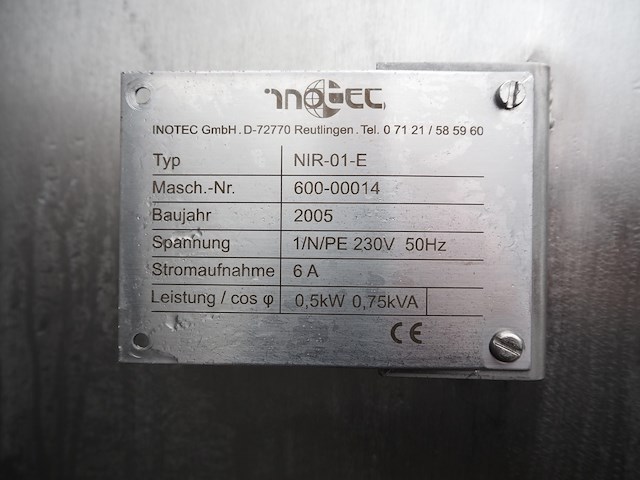 INOTEC
INOTEC GmbH. D-72770 Reutlingen. Tel. 0 71 21 / 58 59 60
Typ NIR-01-E
Masch.-Nr. 600-00014
Baujahr 2005
Spannung 1/N/PE 230V 50Hz
Stromaufnahme 6 A
Leistung / cos φ 0,5kW 0,75kVA
CE